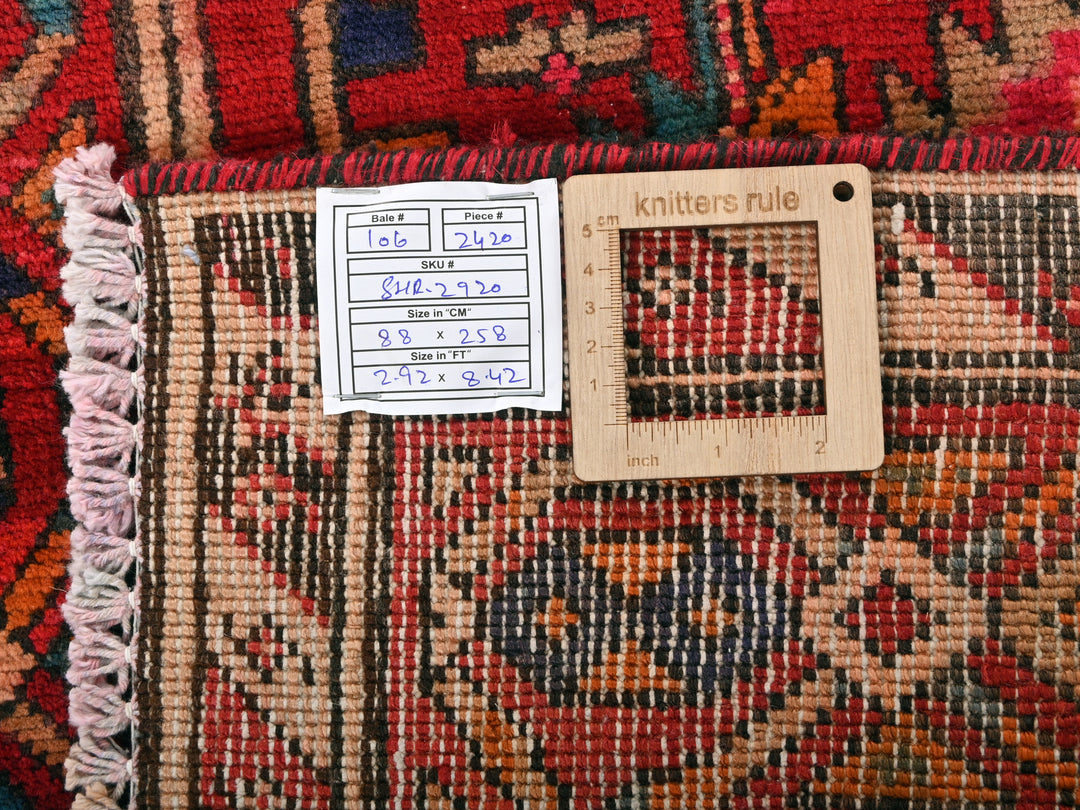 Bale # Piece #
106 2420
SKU #
SHR-2920
Size in "CM"
88 x 258
Size in "FT"
2.92 x 8.42
knitters rule
cm
5
4
3
2
1
inch 1 2